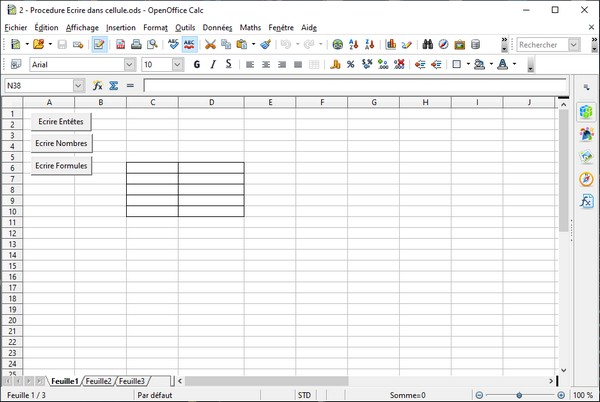 2 - Procedure Ecrire dans cellule.ods - OpenOffice Calc
Fichier Édition Affichage Insertion Format Outils Données Maths Fenêtre Aide
Rechercher
Arial 10 G I S
N38
A B C D E F G H I J
1
2
3
4
5
6
7
8
9
10
11
12
13
14
15
16
17
18
19
20
21
22
23
24
25
Ecrire Entêtes
Ecrire Nombres
Ecrire Formules
Feuille1 Feuille2 Feuille3
Feuille 1 / 3 Par défaut STD Somme=0 100 %